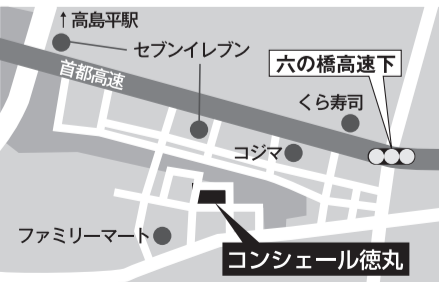 ↑高島平駅
セブンイレブン
首都高速
六の橋高速下
くら寿司
コジマ
ファミリーマート
コンシェール徳丸